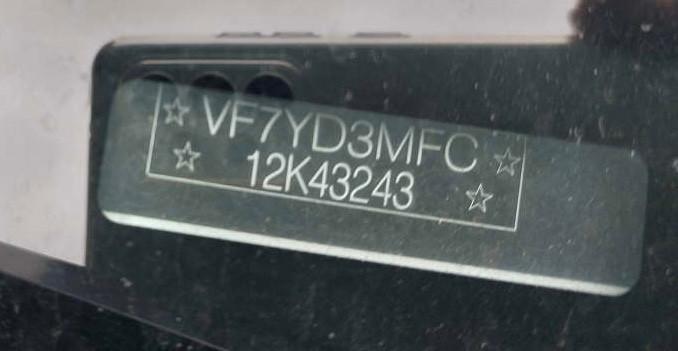 ☆ VF7YD3MFC ☆
☆ 12K43243 ☆